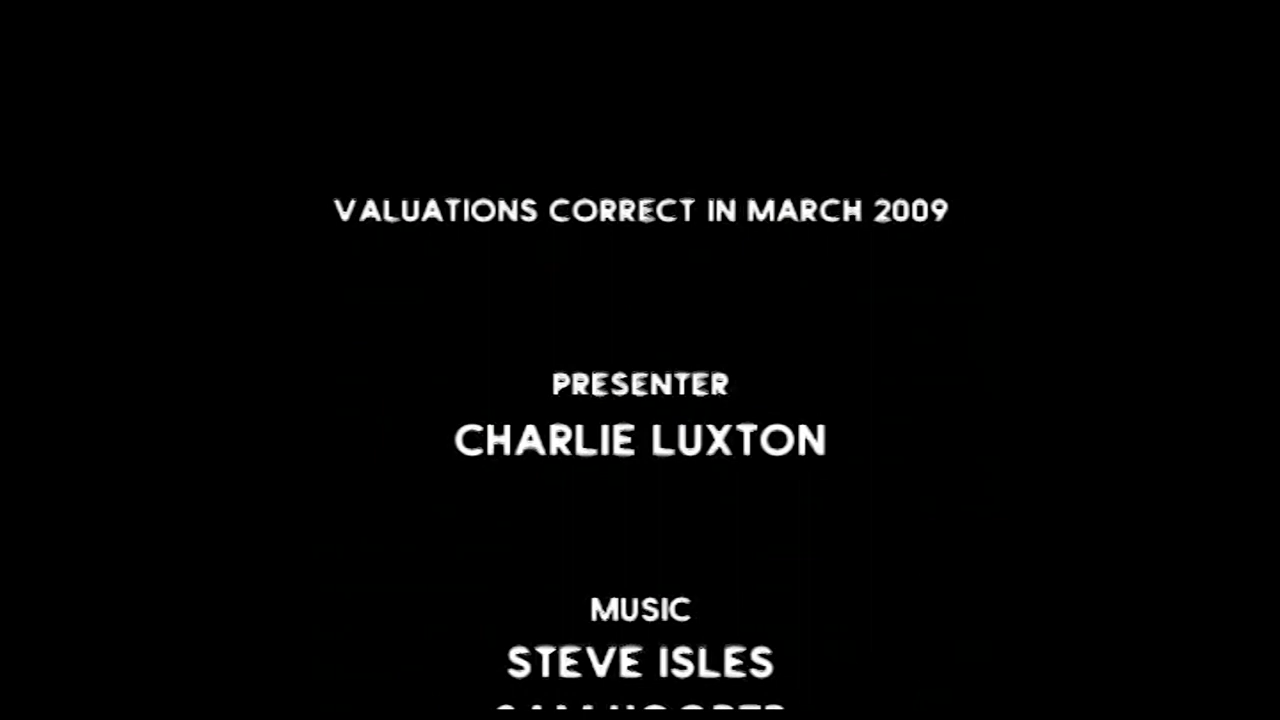 VALUATIONS CORRECT IN MARCH 2009
PRESENTER
CHARLIE LUXTON
MUSIC
STEVE ISLES